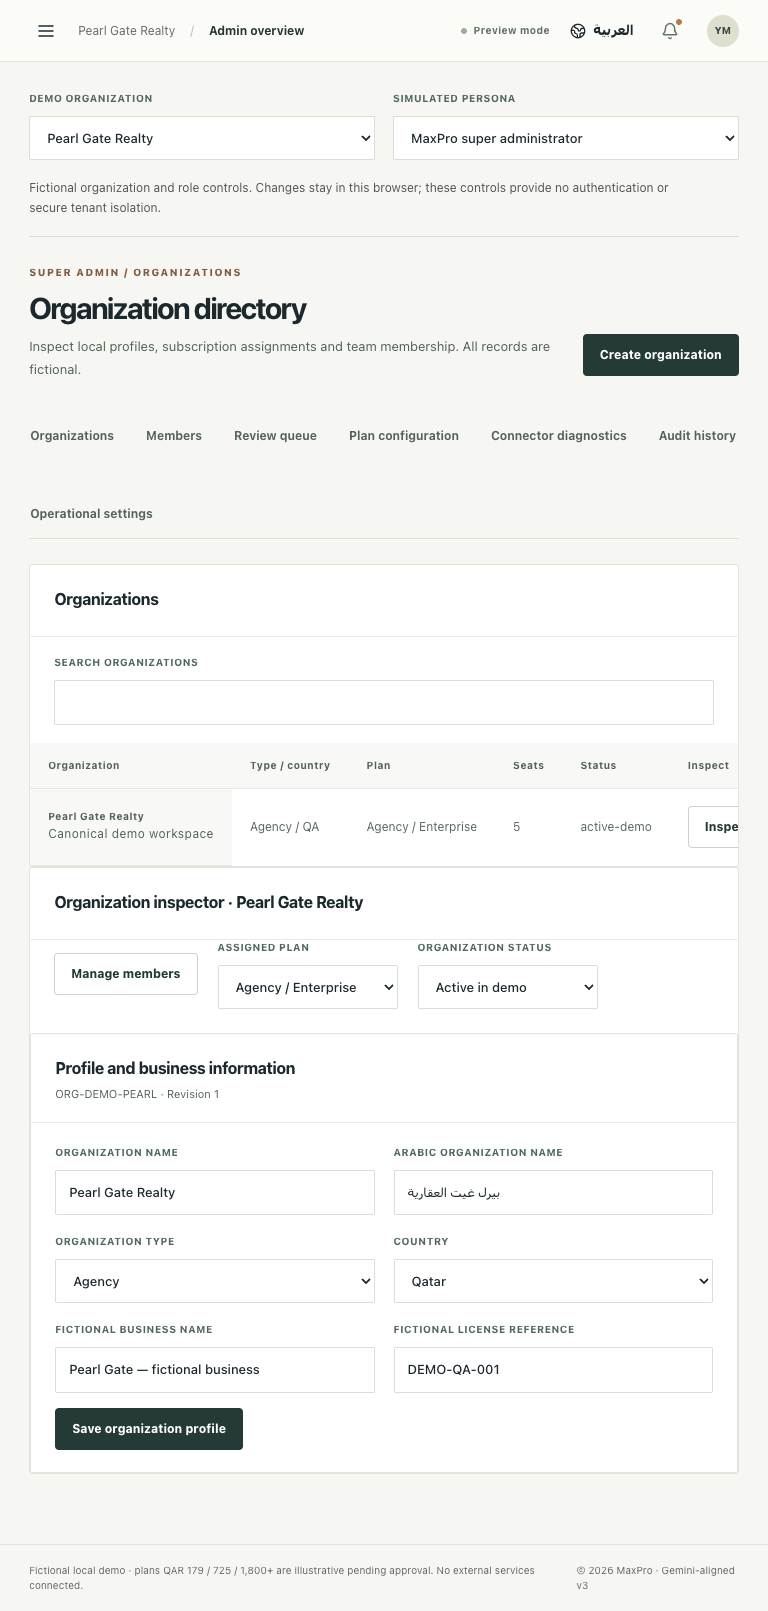 Pearl Gate Realty / Admin overview
Preview mode
العربية
YM
DEMO ORGANIZATION
SIMULATED PERSONA
Pearl Gate Realty
MaxPro super administrator
Fictional organization and role controls. Changes stay in this browser; these controls provide no authentication or
secure tenant isolation.
SUPER ADMIN / ORGANIZATIONS
Organization directory
Inspect local profiles, subscription assignments and team membership. All records are
fictional.
Create organization
Organizations
Members
Review queue
Plan configuration
Connector diagnostics
Audit history
Operational settings
Organizations
SEARCH ORGANIZATIONS
Organization
Type / country
Plan
Seats
Status
Inspect
Pearl Gate Realty
Canonical demo workspace
Agency / QA
Agency / Enterprise
5
active-demo
Inspe
Organization inspector · Pearl Gate Realty
Manage members
ASSIGNED PLAN
Agency / Enterprise
ORGANIZATION STATUS
Active in demo
Profile and business information
ORG-DEMO-PEARL · Revision 1
ORGANIZATION NAME
ARABIC ORGANIZATION NAME
Pearl Gate Realty
بيرل غيت العقارية
ORGANIZATION TYPE
COUNTRY
Agency
Qatar
FICTIONAL BUSINESS NAME
FICTIONAL LICENSE REFERENCE
Pearl Gate — fictional business
DEMO-QA-001
Save organization profile
Fictional local demo · plans QAR 179 / 725 / 1,800+ are illustrative pending approval. No external services
connected.
© 2026 MaxPro · Gemini-aligned
v3